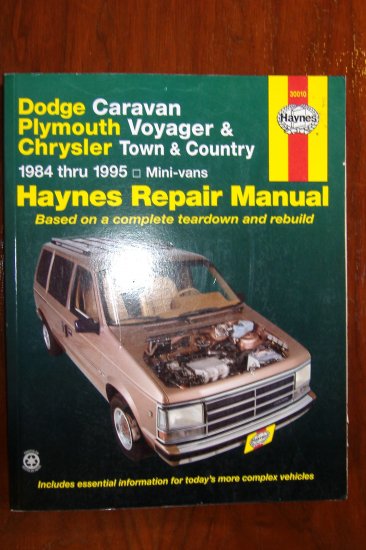 30010
Haynes
Dodge Caravan
Plymouth Voyager &
Chrysler Town & Country
1984 thru 1995 □ Mini-vans
Haynes Repair Manual
Based on a complete teardown and rebuild
Haynes
Includes essential information for today's more complex vehicles